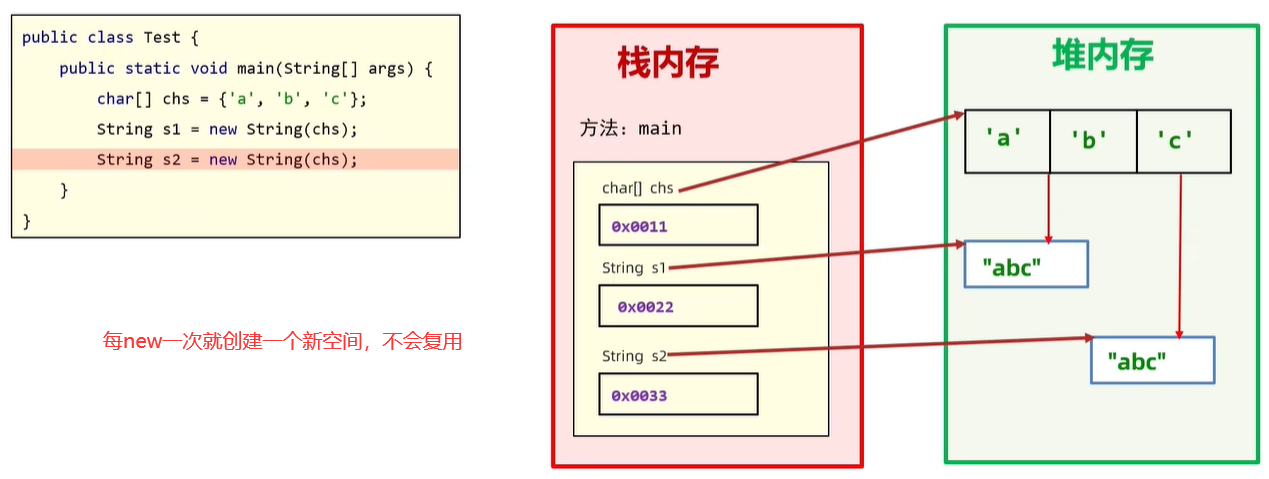 public class Test {
    public static void main(String[] args) {
        char[] chs = {'a', 'b', 'c'};
        String s1 = new String(chs);
        String s2 = new String(chs);
    }
}
每new一次就创建一个新空间，不会复用
栈内存
方法：main
char[] chs
0x0011
String s1
0x0022
String s2
0x0033
堆内存
'a' 'b' 'c'
"abc"
"abc"